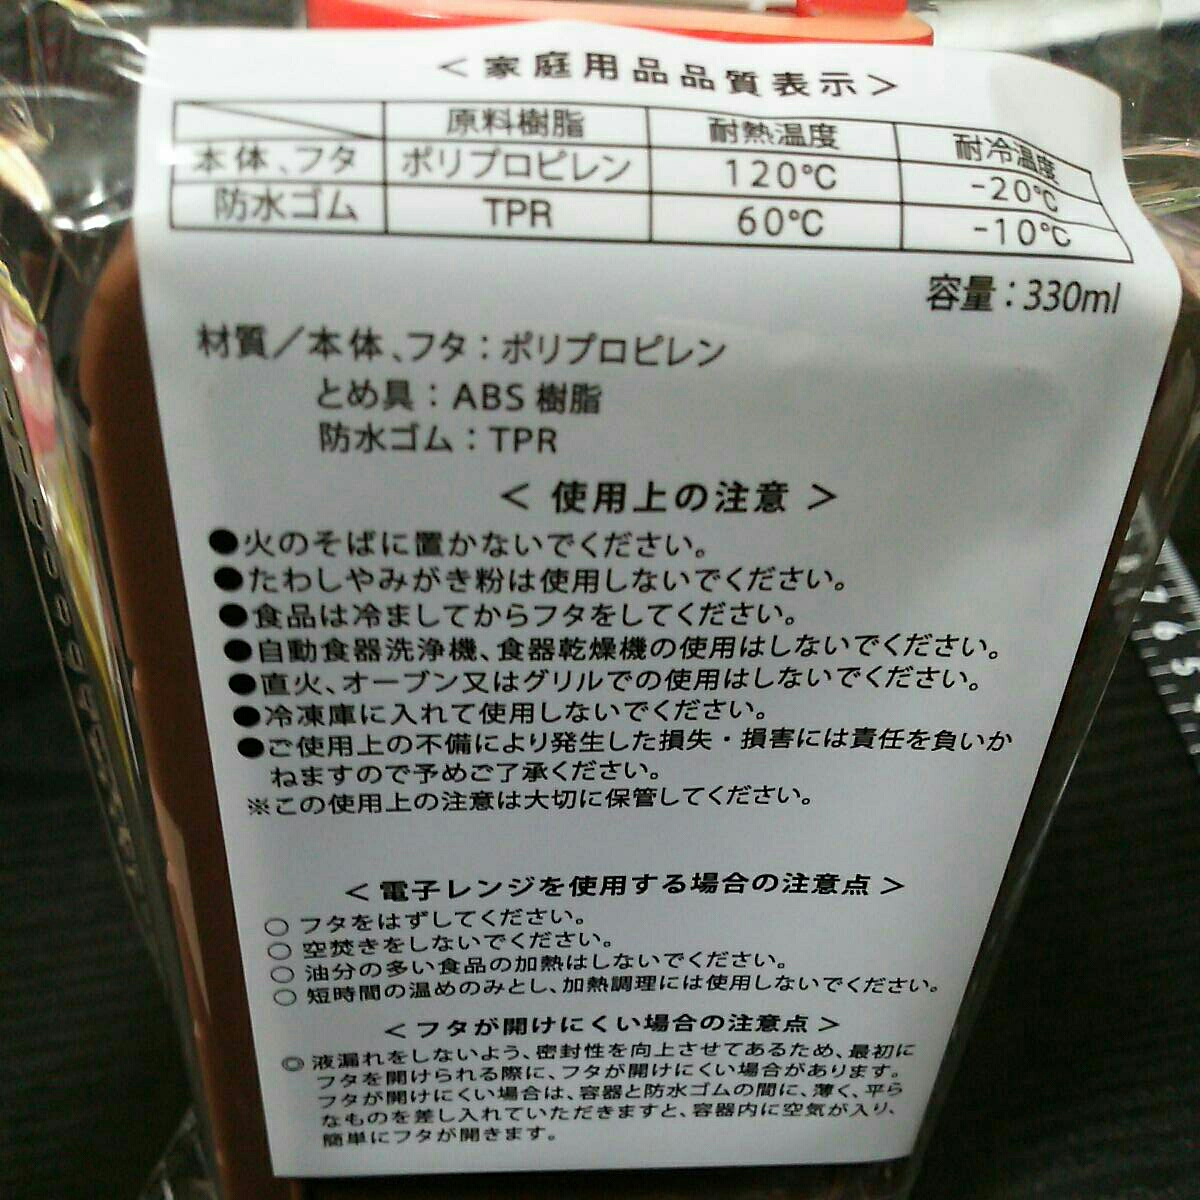 ＜家庭用品品質表示＞
原料樹脂 耐熱温度 耐冷温度
本体、フタ ポリプロピレン 120℃ -20℃
防水ゴム TPR 60℃ -10℃
容量：330ml
材質／本体、フタ：ポリプロピレン
とめ具：ABS 樹脂
防水ゴム：TPR
＜ 使用上の注意 ＞
●火のそばに置かないでください。
●たわしやみがき粉は使用しないでください。
●食品は冷ましてからフタをしてください。
●自動食器洗浄機、食器乾燥機の使用はしないでください。
●直火、オーブン又はグリルでの使用はしないでください。
●冷凍庫に入れて使用しないでください。
●ご使用上の不備により発生した損失・損害には責任を負いか
ねますので予めご了承ください。
※この使用上の注意は大切に保管してください。
＜電子レンジを使用する場合の注意点＞
○ フタをはずしてください。
○ 空焚きをしないでください。
○ 油分の多い食品の加熱はしないでください。
○ 短時間の温めのみとし、加熱調理には使用しないでください。
＜フタが開けにくい場合の注意点＞
◎ 液漏れをしないよう、密封性を向上させてあるため、最初に
フタを開けられる際に、フタが開けにくい場合があります。
フタが開けにくい場合は、容器と防水ゴムの間に、薄く、平ら
なものを差し入れていただきますと、容器内に空気が入り、
簡単にフタが開きます。
7
6
5